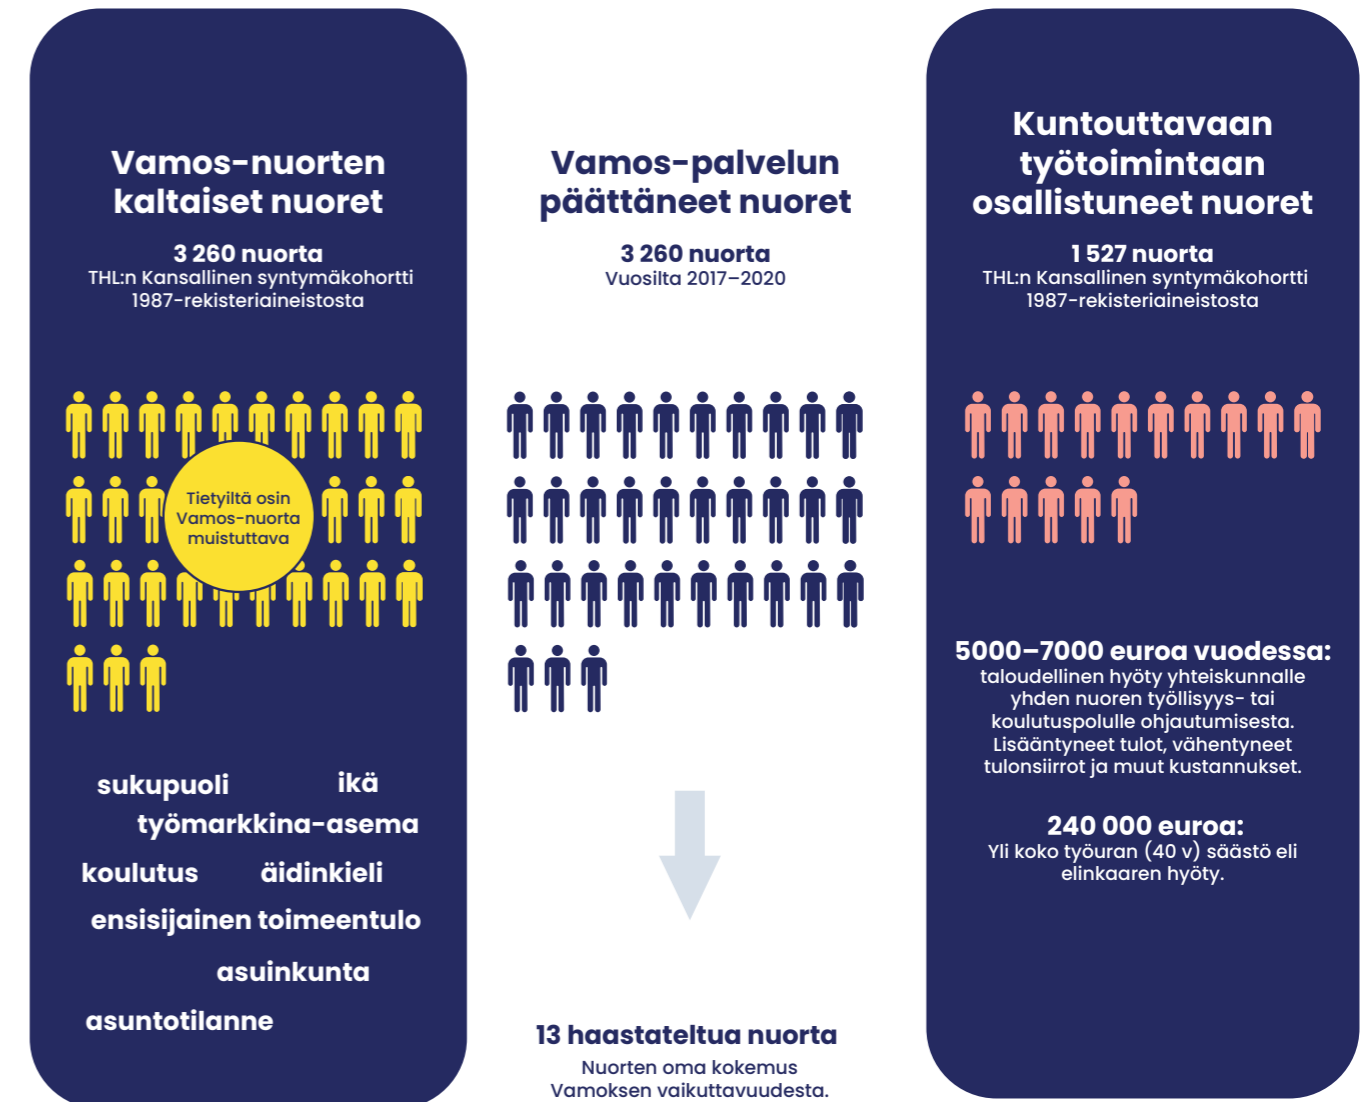 Vamos-nuorten
kaltaiset nuoret
3 260 nuorta
THL:n Kansallinen syntymäkohortti
1987-rekisteriaineistosta
Tietyiltä osin
Vamos-nuorta
muistuttava
sukupuoli
ikä
työmarkkina-asema
koulutus
äidinkieli
ensisijainen toimeentulo
asuinkunta
asuntotilanne
Vamos-palvelun
päättäneet nuoret
3 260 nuorta
Vuosilta 2017–2020
13 haastateltua nuorta
Nuorten oma kokemus
Vamoksen vaikuttavuudesta.
Kuntouttavaan
työtoimintaan
osallistuneet nuoret
1 527 nuorta
THL:n Kansallinen syntymäkohortti
1987-rekisteriaineistosta
5000–7000 euroa vuodessa:
taloudellinen hyöty yhteiskunnalle
yhden nuoren työllisyys- tai
koulutuspolulle ohjautumisesta.
Lisääntyneet tulot, vähentyneet
tulonsiirrot ja muut kustannukset.
240 000 euroa:
Yli koko työuran (40 v) säästö eli
elinkaaren hyöty.